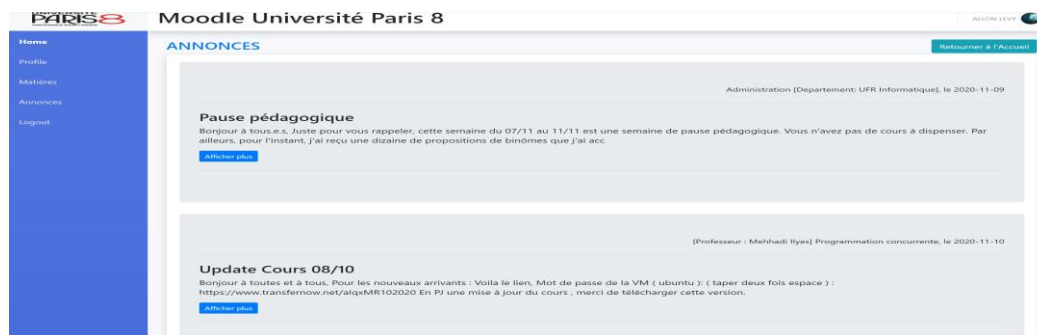 UNIVERSITÉ
PARIS8
Moodle Université Paris 8
ALLON LEVY
Home
Profile
Matières
Annonces
Logout
ANNONCES
Retourner à l'Accueil
Administration [Departement: UFR Informatique], le 2020-11-09
Pause pédagogique
Bonjour à tous.e.s, Juste pour vous rappeler, cette semaine du 07/11 au 11/11 est une semaine de pause pédagogique. Vous n'avez pas de cours à dispenser. Par
ailleurs, pour l'instant, j'ai reçu une dizaine de propositions de binômes que j'ai acc
Afficher plus
[Professeur : Mehhadi Ilyes] Programmation concurrente, le 2020-11-10
Update Cours 08/10
Bonjour à toutes et à tous, Pour les nouveaux arrivants : Voila le lien, Mot de passe de la VM ( ubuntu ): ( taper deux fois espace ) :
https://www.transfernow.net/alqxMR102020 En PJ une mise à jour du cours , merci de télécharger cette version.
Afficher plus